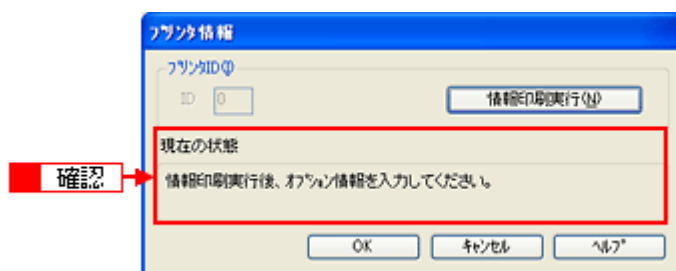 プリンタ情報
プリンタID(I)
ID 0
情報印刷実行(N)
現在の状態
確認
情報印刷実行後、オプション情報を入力してください。
OK キャンセル ヘルプ